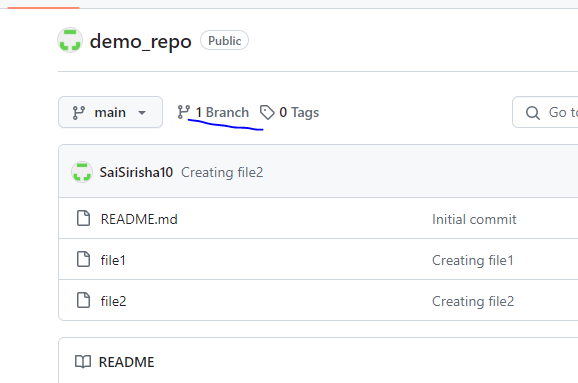 demo_repo Public
main 1 Branch 0 Tags Go to
SaiSirisha10 Creating file2
README.md Initial commit
file1 Creating file1
file2 Creating file2
README